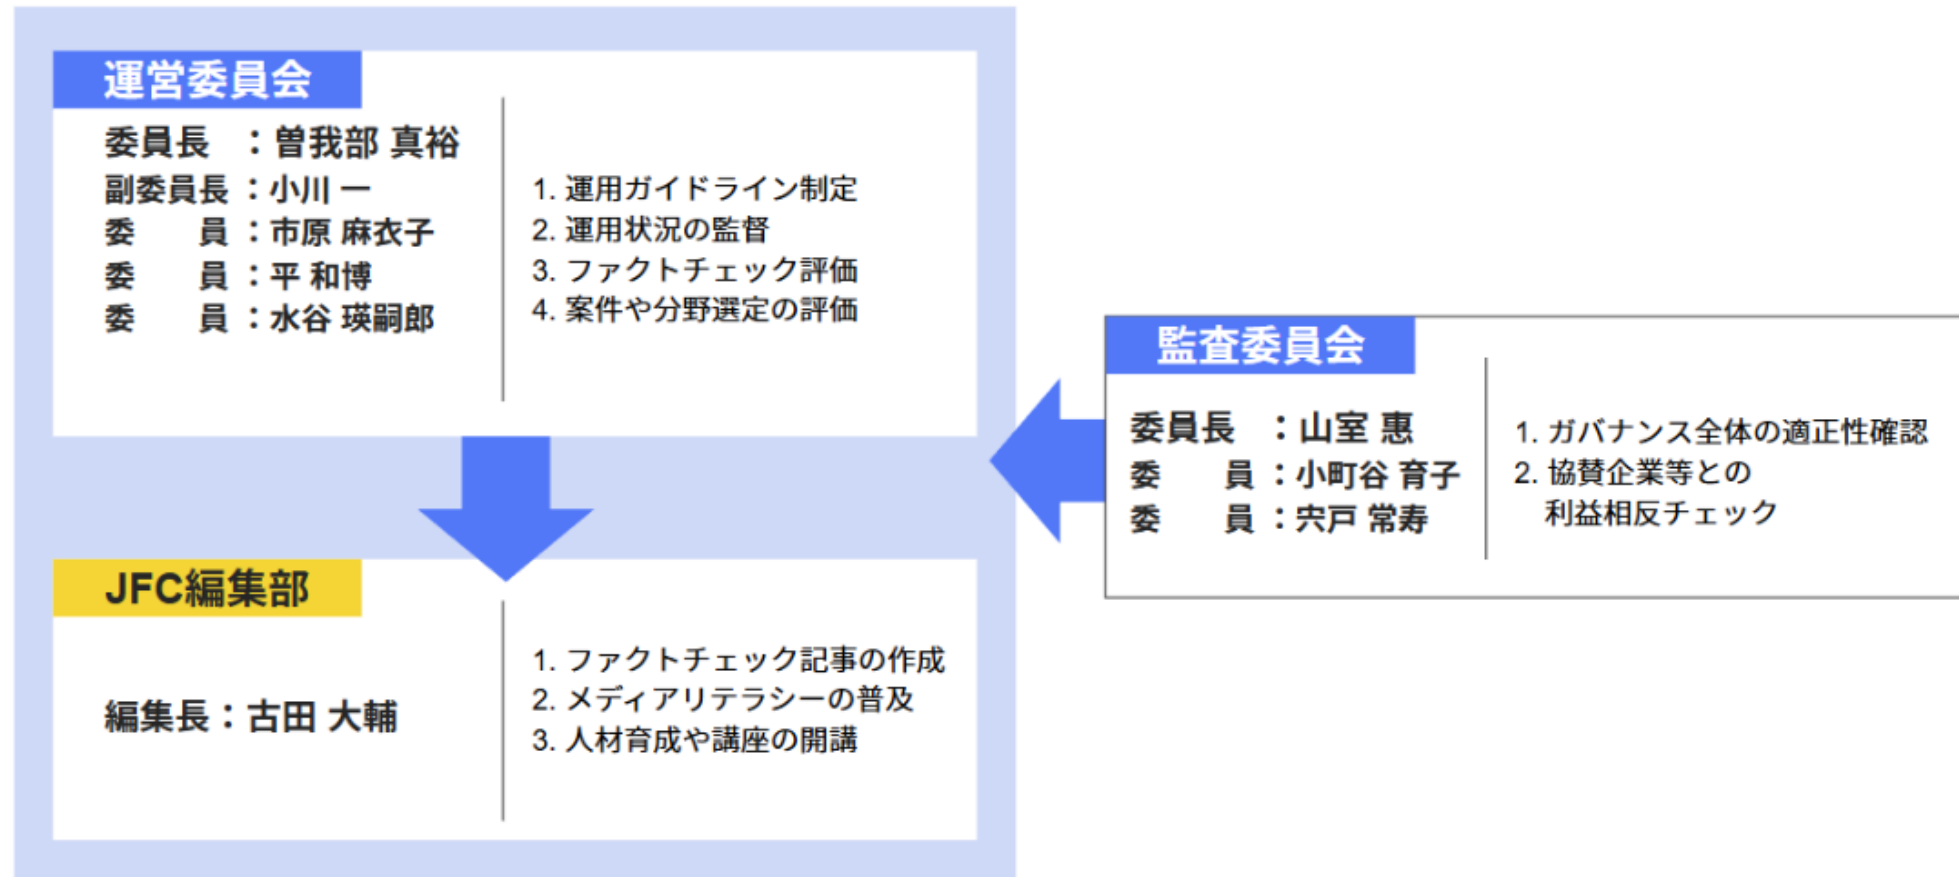 運営委員会
委員長 ：曽我部 真裕
副委員長：小川 一
委 員：市原 麻衣子
委 員：平 和博
委 員：水谷 瑛嗣郎
1. 運用ガイドライン制定
2. 運用状況の監督
3. ファクトチェック評価
4. 案件や分野選定の評価
JFC編集部
編集長：古田 大輔
1. ファクトチェック記事の作成
2. メディアリテラシーの普及
3. 人材育成や講座の開講
監査委員会
委員長 ：山室 惠
委 員：小町谷 育子
委 員：宍戸 常寿
1. ガバナンス全体の適正性確認
2. 協賛企業等との
利益相反チェック